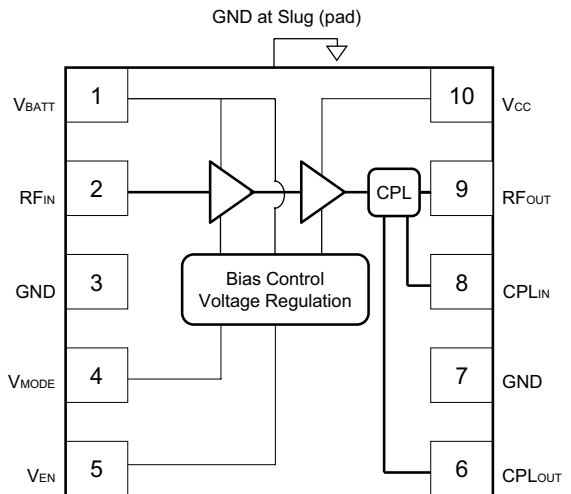 GND at Slug (pad)
VBATT
1
10
VCC
RFIN
2
CPL
9
RFOUT
GND
3
Bias Control
Voltage Regulation
8
CPLIN
VMODE
4
7
GND
VEN
5
6
CPLOUT